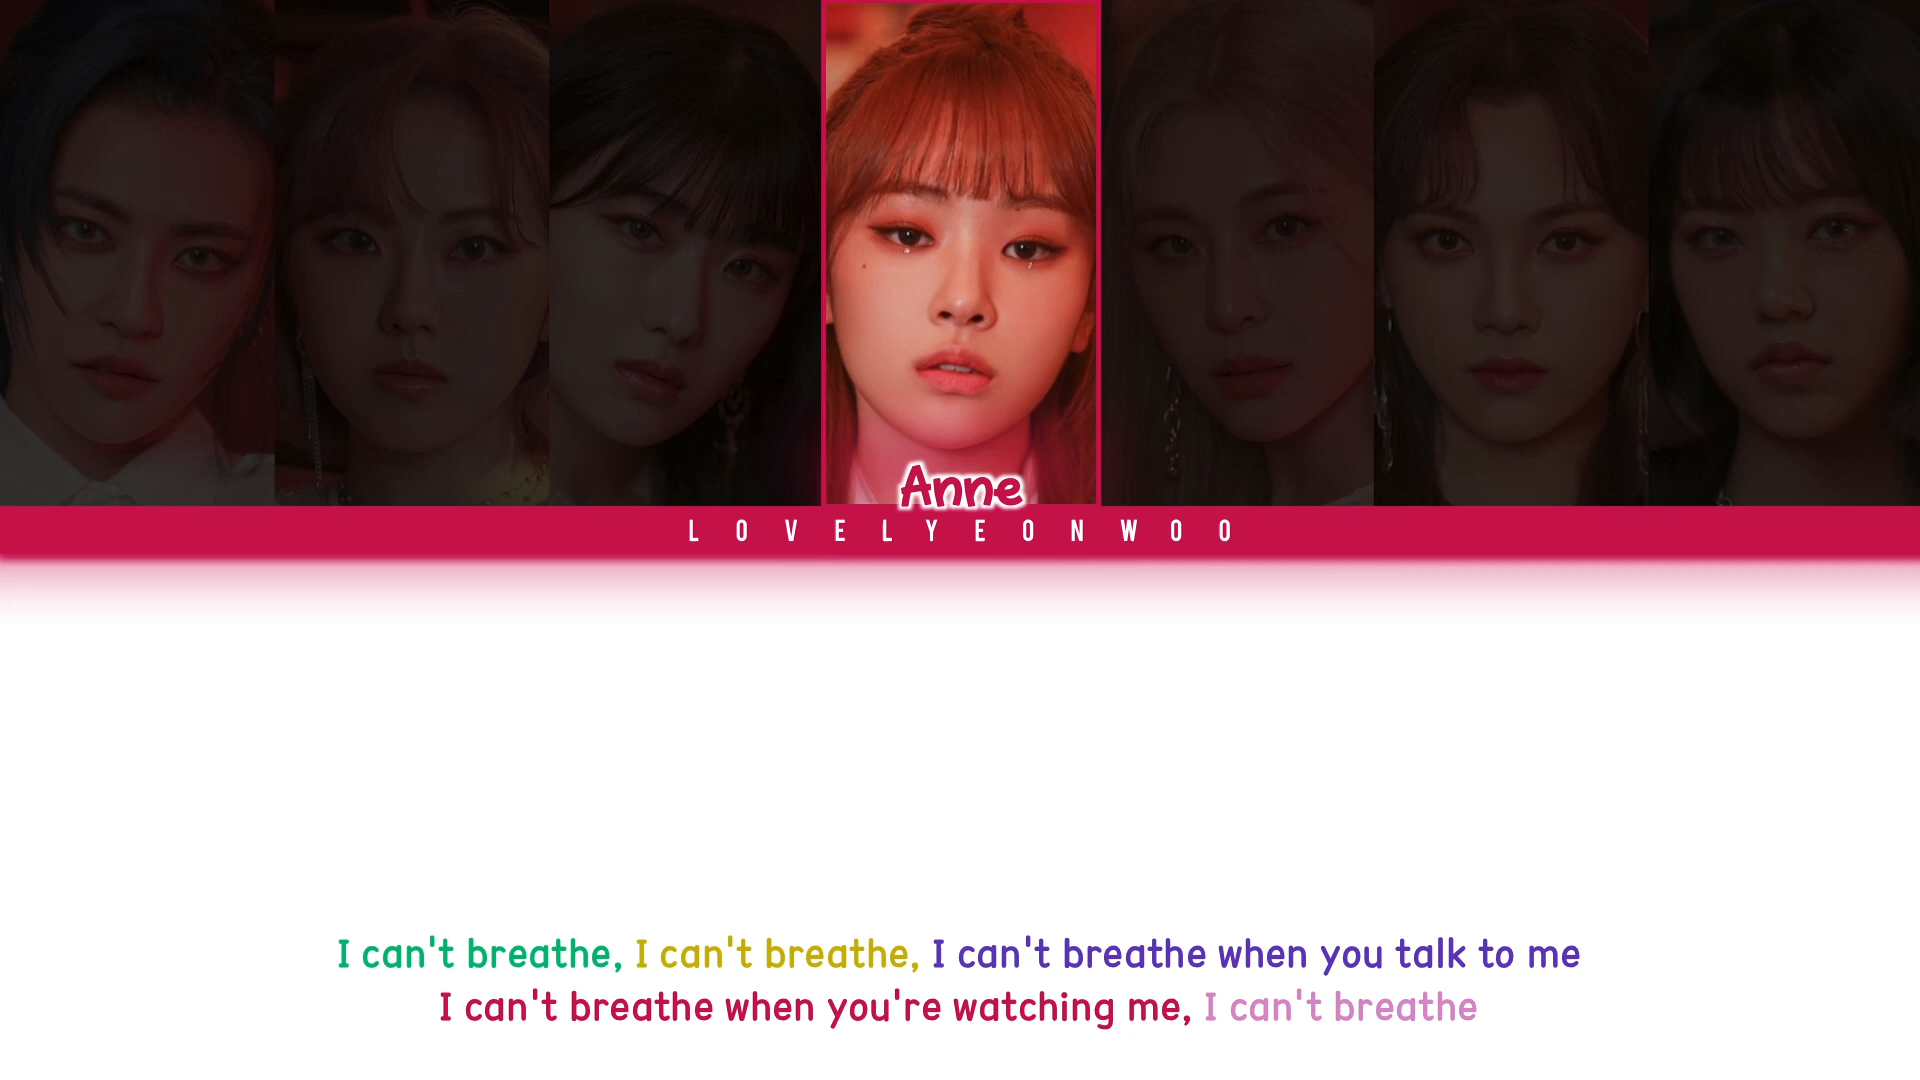 Anne
LOVELYEONWOO
I can't breathe, I can't breathe, I can't breathe when you talk to me
I can't breathe when you're watching me, I can't breathe